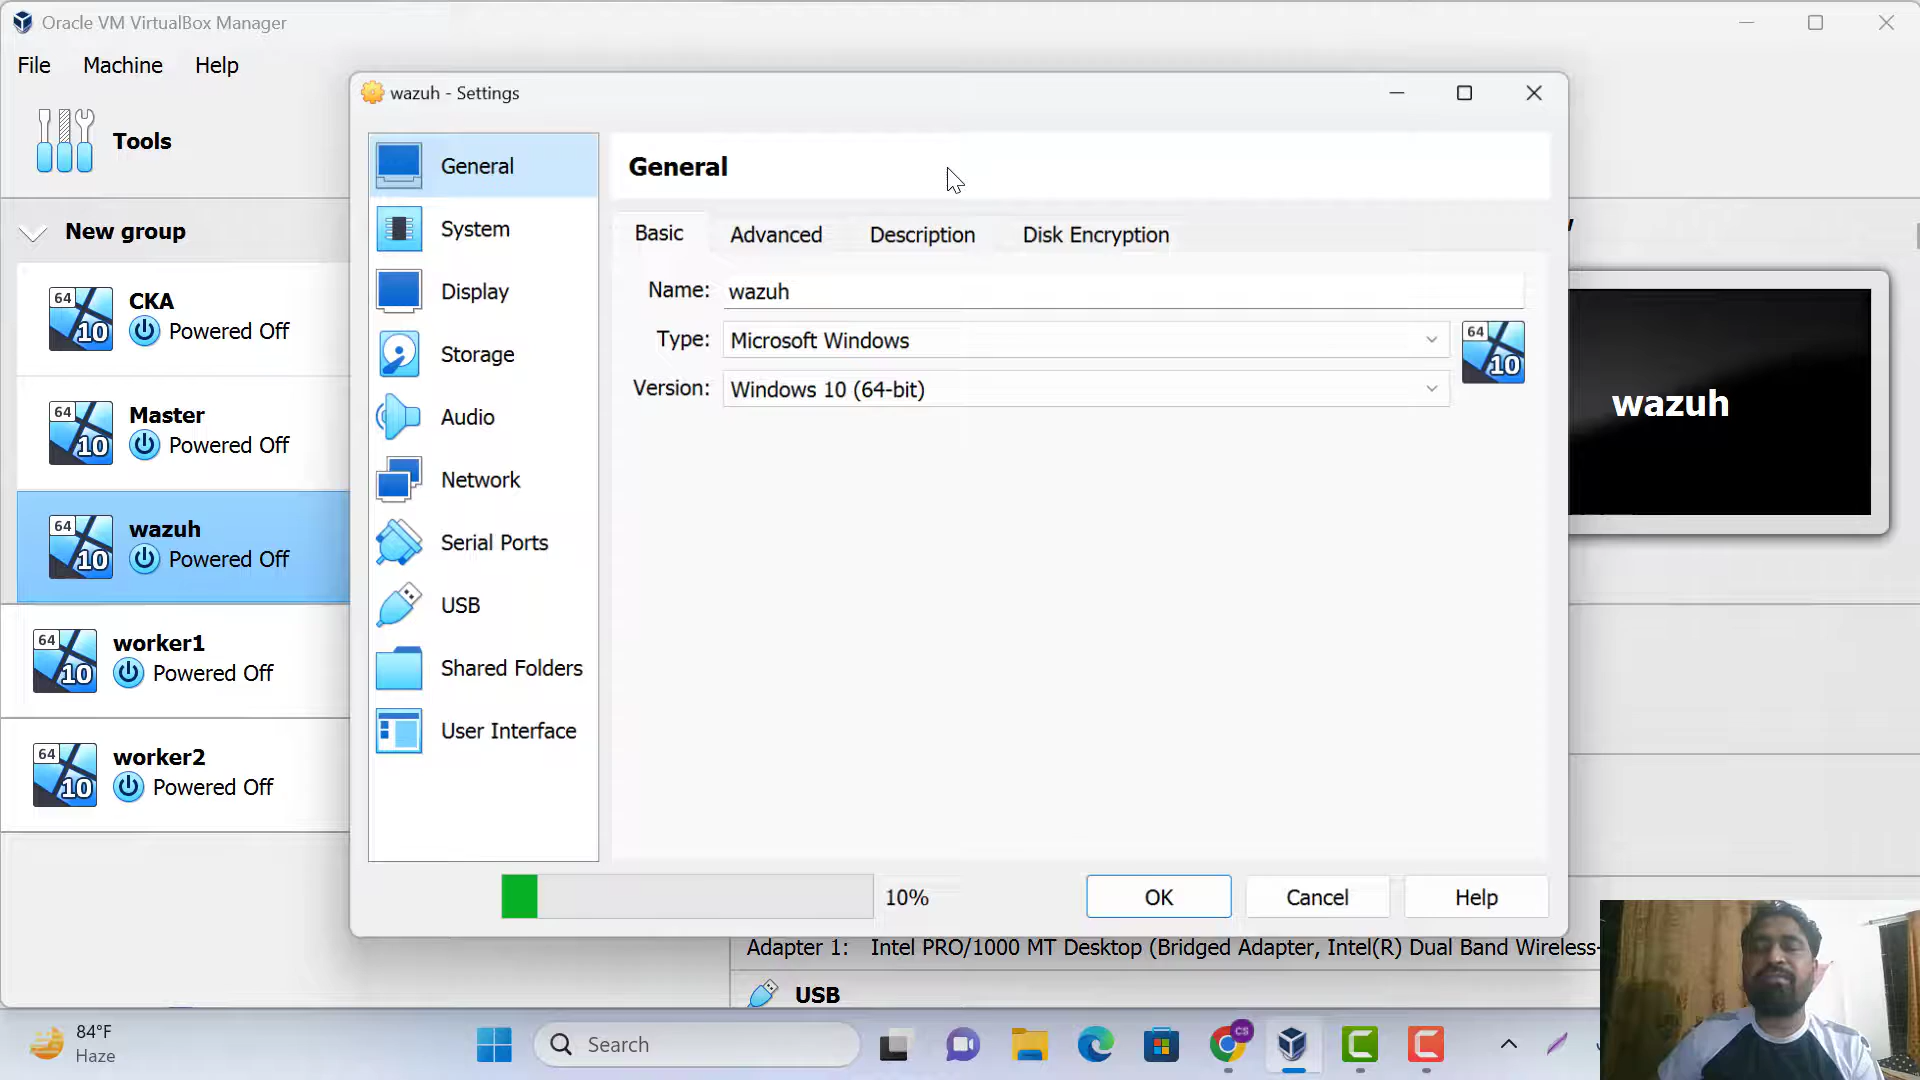 Oracle VM VirtualBox Manager
File Machine Help
Tools
New group
64 10 CKA
Powered Off
64 10 Master
Powered Off
64 10 wazuh
Powered Off
64 10 worker1
Powered Off
64 10 worker2
Powered Off
wazuh - Settings
General
System
Display
Storage
Audio
Network
Serial Ports
USB
Shared Folders
User Interface
General
Basic Advanced Description Disk Encryption
Name: wazuh
Type: Microsoft Windows
Version: Windows 10 (64-bit)
64 10
10% OK Cancel Help
wazuh
Adapter 1: Intel PRO/1000 MT Desktop (Bridged Adapter, Intel(R) Dual Band Wireless-
USB
84°F
Haze
Search
CS